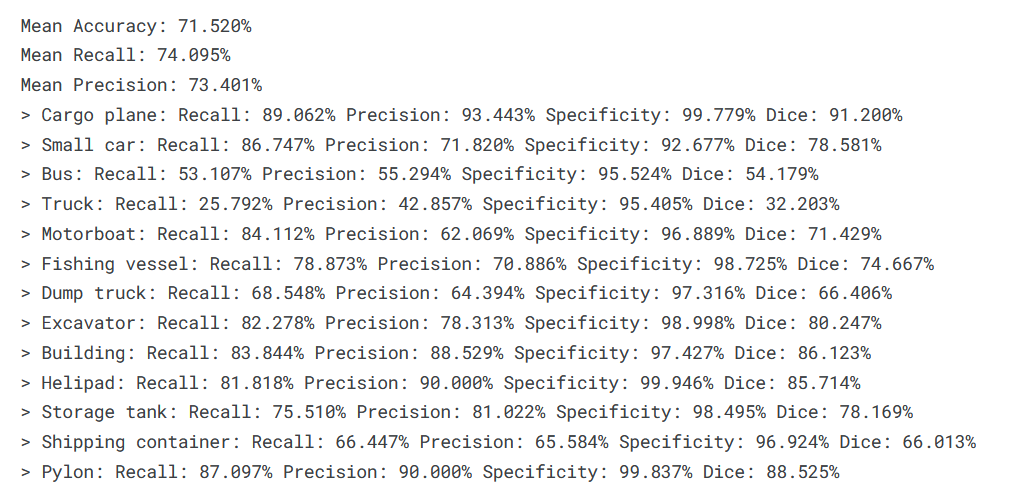 Mean Accuracy: 71.520%
Mean Recall: 74.095%
Mean Precision: 73.401%
> Cargo plane: Recall: 89.062% Precision: 93.443% Specificity: 99.779% Dice: 91.200%
> Small car: Recall: 86.747% Precision: 71.820% Specificity: 92.677% Dice: 78.581%
> Bus: Recall: 53.107% Precision: 55.294% Specificity: 95.524% Dice: 54.179%
> Truck: Recall: 25.792% Precision: 42.857% Specificity: 95.405% Dice: 32.203%
> Motorboat: Recall: 84.112% Precision: 62.069% Specificity: 96.889% Dice: 71.429%
> Fishing vessel: Recall: 78.873% Precision: 70.886% Specificity: 98.725% Dice: 74.667%
> Dump truck: Recall: 68.548% Precision: 64.394% Specificity: 97.316% Dice: 66.406%
> Excavator: Recall: 82.278% Precision: 78.313% Specificity: 98.998% Dice: 80.247%
> Building: Recall: 83.844% Precision: 88.529% Specificity: 97.427% Dice: 86.123%
> Helipad: Recall: 81.818% Precision: 90.000% Specificity: 99.946% Dice: 85.714%
> Storage tank: Recall: 75.510% Precision: 81.022% Specificity: 98.495% Dice: 78.169%
> Shipping container: Recall: 66.447% Precision: 65.584% Specificity: 96.924% Dice: 66.013%
> Pylon: Recall: 87.097% Precision: 90.000% Specificity: 99.837% Dice: 88.525%